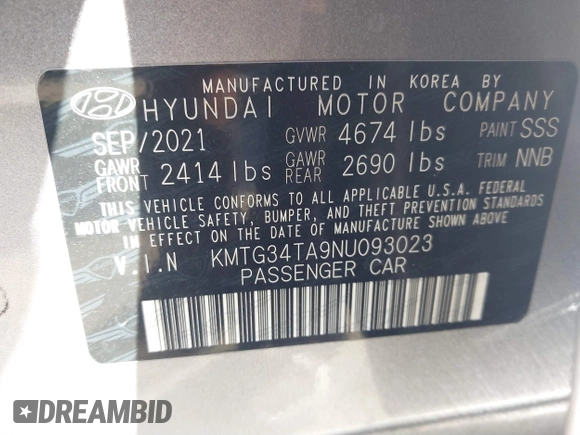 MANUFACTURED IN KOREA BY
HYUNDAI MOTOR COMPANY
SEP/2021 GVWR 4674 lbs PAINT SSS
GAWR FRONT 2414 lbs GAWR REAR 2690 lbs TRIM NNB
THIS VEHICLE CONFORMS TO ALL APPLICABLE U.S.A. FEDERAL
MOTOR VEHICLE SAFETY, BUMPER, AND THEFT PREVENTION STANDARDS
IN EFFECT ON THE DATE OF MANUFACTURE SHOWN ABOVE
V.I.N KMTG34TA9NU093023
PASSENGER CAR
DREAMBID